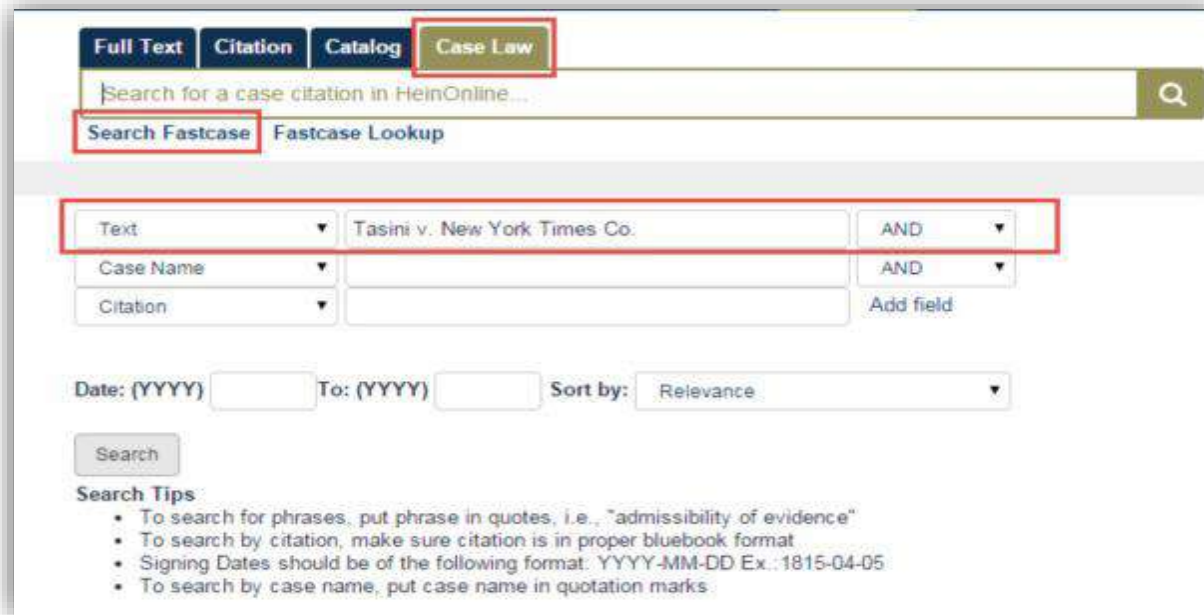 Full Text Citation Catalog Case Law
Search for a case citation in HeinOnline...
Search Fastcase Fastcase Lookup
Text Tasini v. New York Times Co. AND
Case Name AND
Citation Add field
Date: (YYYY) To: (YYYY) Sort by: Relevance
Search
Search Tips
• To search for phrases, put phrase in quotes, i.e., "admissibility of evidence"
• To search by citation, make sure citation is in proper bluebook format
• Signing Dates should be of the following format: YYYY-MM-DD Ex.:1815-04-05
• To search by case name, put case name in quotation marks